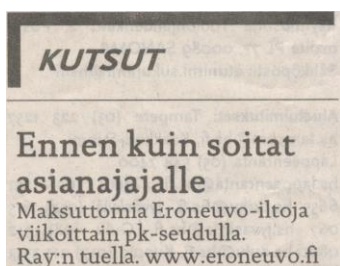 KUTSUT
Ennen kuin soitat
asianajajalle
Maksuttomia Eroneuvo-iltoja
viikoittain pk-seudulla.
Ray:n tuella. www.eroneuvo.fi